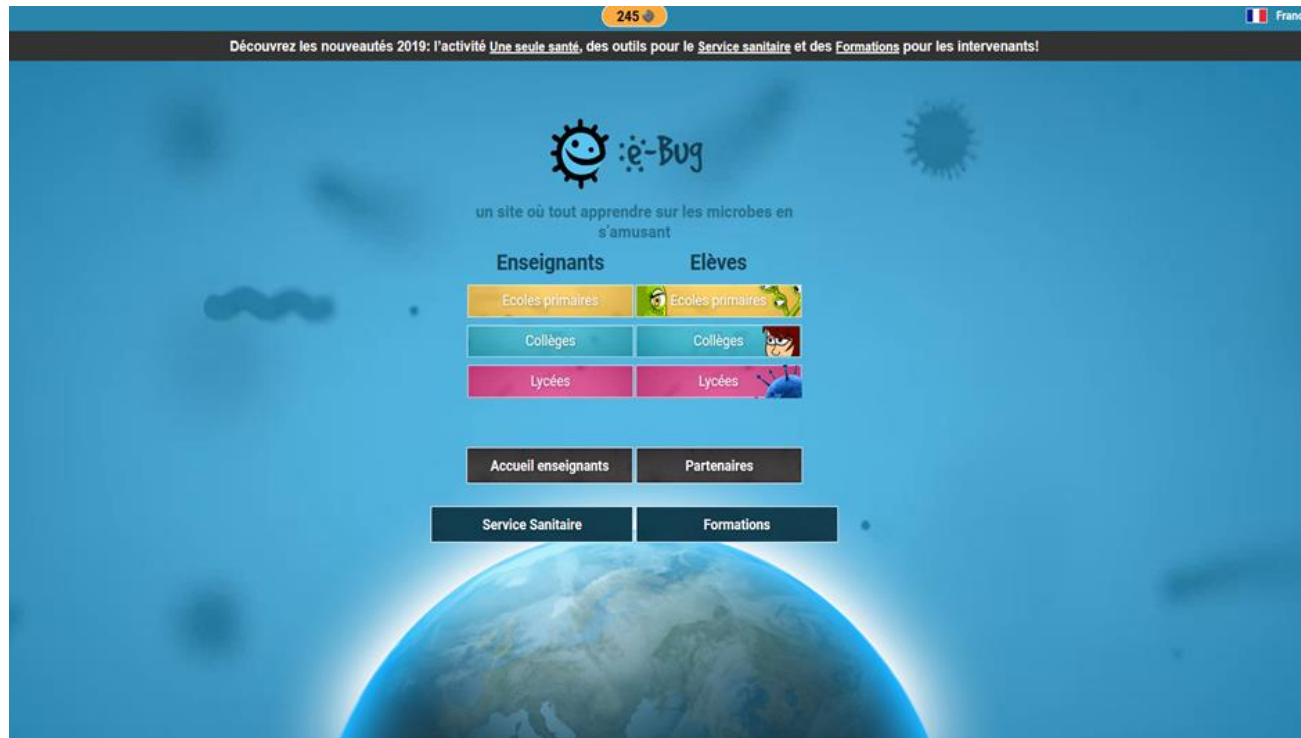 245
Franc
Découvrez les nouveautés 2019: l'activité Une seule santé, des outils pour le Service sanitaire et des Formations pour les intervenants!
e-Bug
un site où tout apprendre sur les microbes en
s'amusant
Enseignants Elèves
Ecoles primaires Ecoles primaires
Collèges Collèges
Lycées Lycées
Accueil enseignants Partenaires
Service Sanitaire Formations